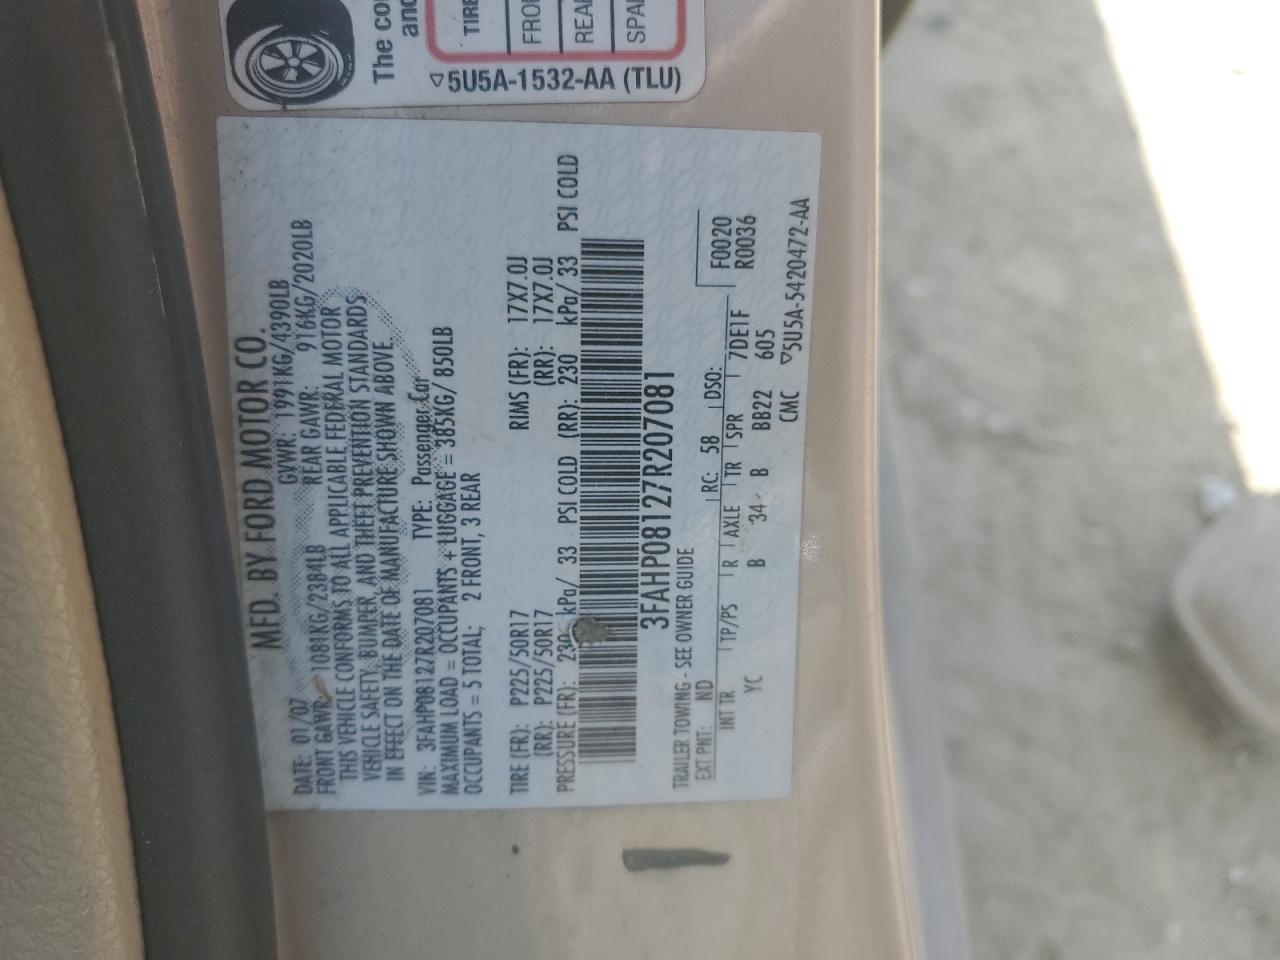 The co
and
TIRE
FRO
REA
SPA
▽5U5A-1532-AA (TLU)
MFD. BY FORD MOTOR CO.
DATE: 01/07 GVWR: 1791KG/4390LB
FRONT GAWR: 1081KG/2384LB REAR GAWR: 916KG/2020LB
THIS VEHICLE CONFORMS TO ALL APPLICABLE FEDERAL MOTOR
VEHICLE SAFETY, BUMPER, AND THEFT PREVENTION STANDARDS
IN EFFECT ON THE DATE OF MANUFACTURE SHOWN ABOVE.
VIN: 3FAHP08127R207081 TYPE: Passenger Car
MAXIMUM LOAD = OCCUPANTS + LUGGAGE = 385KG/ 850LB
OCCUPANTS = 5 TOTAL; 2 FRONT, 3 REAR
TIRE (FR): P225/50R17 RIMS (FR): 17X7.0J
(RR): P225/50R17 (RR): 17X7.0J
PRESSURE (FR): 230 kPa/ 33 PSI COLD (RR): 230 kPa/ 33 PSI COLD
3FAHP08127R207081
TRAILER TOWING - SEE OWNER GUIDE
EXT PNT: ND RC: 58 DSO: F0020
R0036
INT TR TP/PS R AXLE TR SPR 7DE1F
YC B 34 B BB22 605
CMC ▽5U5A-5420472-AA